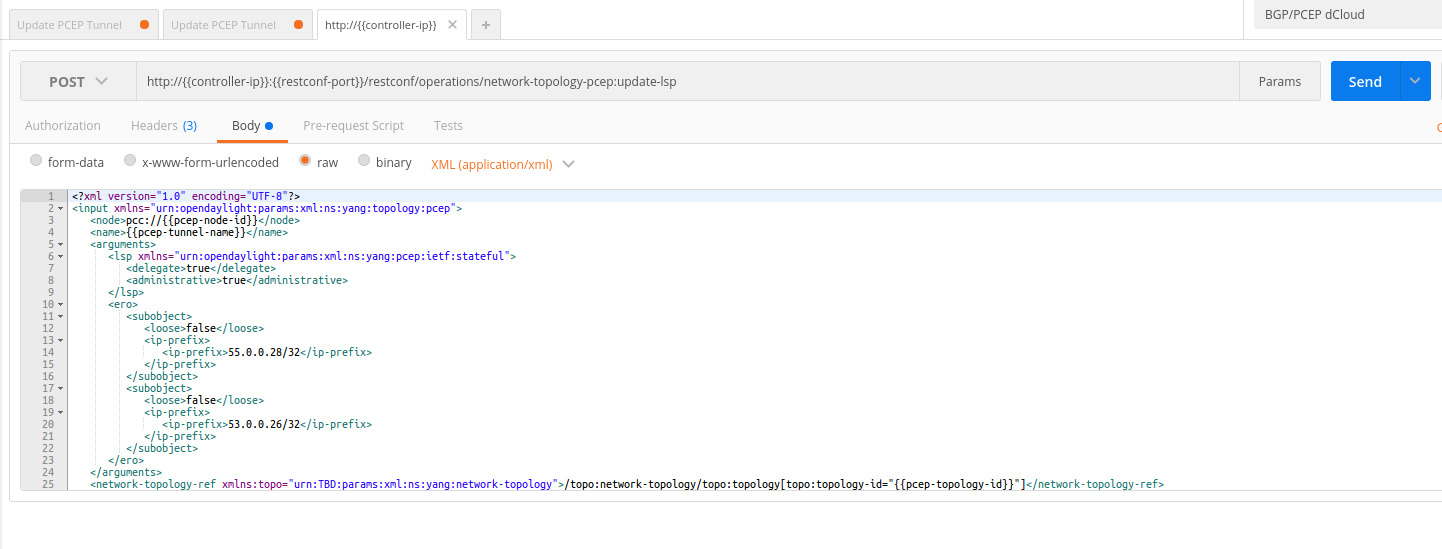 Update PCEP Tunnel
Update PCEP Tunnel
http://{{controller-ip}}
BGP/PCEP dCloud
POST
http://{{controller-ip}}:{{restconf-port}}/restconf/operations/network-topology-pcep:update-lsp
Params
Send
Authorization
Headers (3)
Body
Pre-request Script
Tests
form-data
x-www-form-urlencoded
raw
binary
XML (application/xml)
1 <?xml version="1.0" encoding="UTF-8"?>
2 <input xmlns="urn:opendaylight:params:xml:ns:yang:topology:pcep">
3 <node>pcc://{{pcep-node-id}}</node>
4 <name>{{pcep-tunnel-name}}</name>
5 <arguments>
6 <lsp xmlns="urn:opendaylight:params:xml:ns:yang:pcep:ietf:stateful">
7 <delegate>true</delegate>
8 <administrative>true</administrative>
9 </lsp>
10 <ero>
11 <subobject>
12 <loose>false</loose>
13 <ip-prefix>
14 <ip-prefix>55.0.0.28/32</ip-prefix>
15 </ip-prefix>
16 </subobject>
17 <subobject>
18 <loose>false</loose>
19 <ip-prefix>
20 <ip-prefix>53.0.0.26/32</ip-prefix>
21 </ip-prefix>
22 </subobject>
23 </ero>
24 </arguments>
25 <network-topology-ref xmlns:topo="urn:TBD:params:xml:ns:yang:network-topology">/topo:network-topology/topo:topology[topo:topology-id="{{pcep-topology-id}}"]</network-topology-ref>